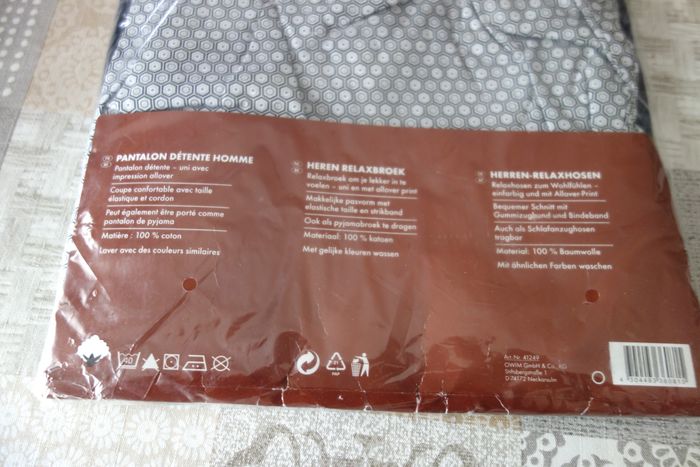 PANTALON DÉTENTE HOMME
Pantalon détente – uni avec
impression allover
Coupe confortable avec taille
élastique et cordon
Peut également être porté comme
pantalon de pyjama
Matière : 100 % coton
Laver avec des couleurs similaires
HEREN RELAXBROEK
Relaxbroek om je lekker in te
voelen – uni en met allover print
Makkelijke pasvorm met
elastische taille en strikband
Ook als pyjamabroek te dragen
Materiaal: 100 % katoen
Met gelijke kleuren wassen
HERREN-RELAXHOSEN
Relaxhosen zum Wohlfühlen –
einfarbig und mit Allover-Print
Bequemer Schnitt mit
Gummizugbund und Bindeband
Auch als Schlafanzughosen
tragbar
Material: 100 % Baumwolle
Mit ähnlichen Farben waschen
40
PAP
Art.-Nr. 41249
OWIM GmbH & Co. KG
Stiftsbergstraße 1
D-74172 Neckarsulm